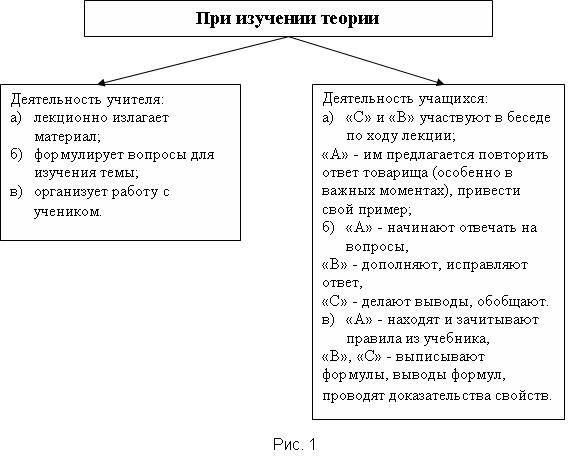 При изучении теории
Деятельность учителя:
а) лекционно излагает
материал;
б) формулирует вопросы для
изучения темы;
в) организует работу с
учеником.
Деятельность учащихся:
а) «С» и «В» участвуют в беседе
по ходу лекции;
«А» - им предлагается повторить
ответ товарища (особенно в
важных моментах), привести
свой пример;
б) «А» - начинают отвечать на
вопросы,
«В» - дополняют, исправляют
ответ,
«С» - делают выводы, обобщают.
в) «А» - находят и зачитывают
правила из учебника,
«В», «С» - выписывают
формулы, выводы формул,
проводят доказательства свойств.
Рис. 1